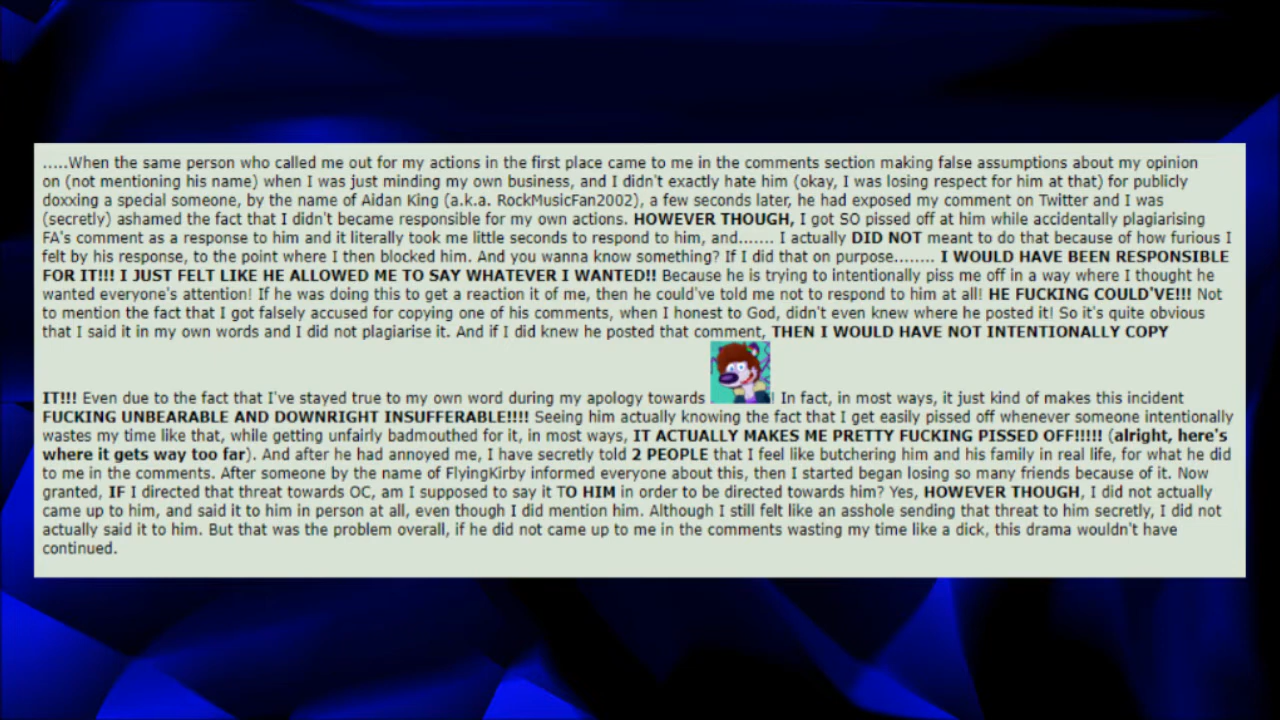 .....When the same person who called me out for my actions in the first place came to me in the comments section making false assumptions about my opinion
on (not mentioning his name) when I was just minding my own business, and I didn't exactly hate him (okay, I was losing respect for him at that) for publicly
doxxing a special someone, by the name of Aidan King (a.k.a. RockMusicFan2002), a few seconds later, he had exposed my comment on Twitter and I was
(secretly) ashamed the fact that I didn't became responsible for my own actions. HOWEVER THOUGH, I got SO pissed off at him while accidentally plagiarising
FA's comment as a response to him and it literally took me little seconds to respond to him, and....... I actually DID NOT meant to do that because of how furious I
felt by his response, to the point where I then blocked him. And you wanna know something? If I did that on purpose........ I WOULD HAVE BEEN RESPONSIBLE
FOR IT!!! I JUST FELT LIKE HE ALLOWED ME TO SAY WHATEVER I WANTED!! Because he is trying to intentionally piss me off in a way where I thought he
wanted everyone's attention! If he was doing this to get a reaction it of me, then he could've told me not to respond to him at all! HE FUCKING COULD'VE!!! Not
to mention the fact that I got falsely accused for copying one of his comments, when I honest to God, didn't even knew where he posted it! So it's quite obvious
that I said it in my own words and I did not plagiarise it. And if I did knew he posted that comment, THEN I WOULD HAVE NOT INTENTIONALLY COPY
IT!!! Even due to the fact that I've stayed true to my own word during my apology towards ! In fact, in most ways, it just kind of makes this incident
FUCKING UNBEARABLE AND DOWNRIGHT INSUFFERABLE!!!! Seeing him actually knowing the fact that I get easily pissed off whenever someone intentionally
wastes my time like that, while getting unfairly badmouthed for it, in most ways, IT ACTUALLY MAKES ME PRETTY FUCKING PISSED OFF!!!!! (alright, here's
where it gets way too far). And after he had annoyed me, I have secretly told 2 PEOPLE that I feel like butchering him and his family in real life, for what he did
to me in the comments. After someone by the name of FlyingKirby informed everyone about this, then I started began losing so many friends because of it. Now
granted, IF I directed that threat towards OC, am I supposed to say it TO HIM in order to be directed towards him? Yes, HOWEVER THOUGH, I did not actually
came up to him, and said it to him in person at all, even though I did mention him. Although I still felt like an asshole sending that threat to him secretly, I did not
actually said it to him. But that was the problem overall, if he did not came up to me in the comments wasting my time like a dick, this drama wouldn't have
continued.